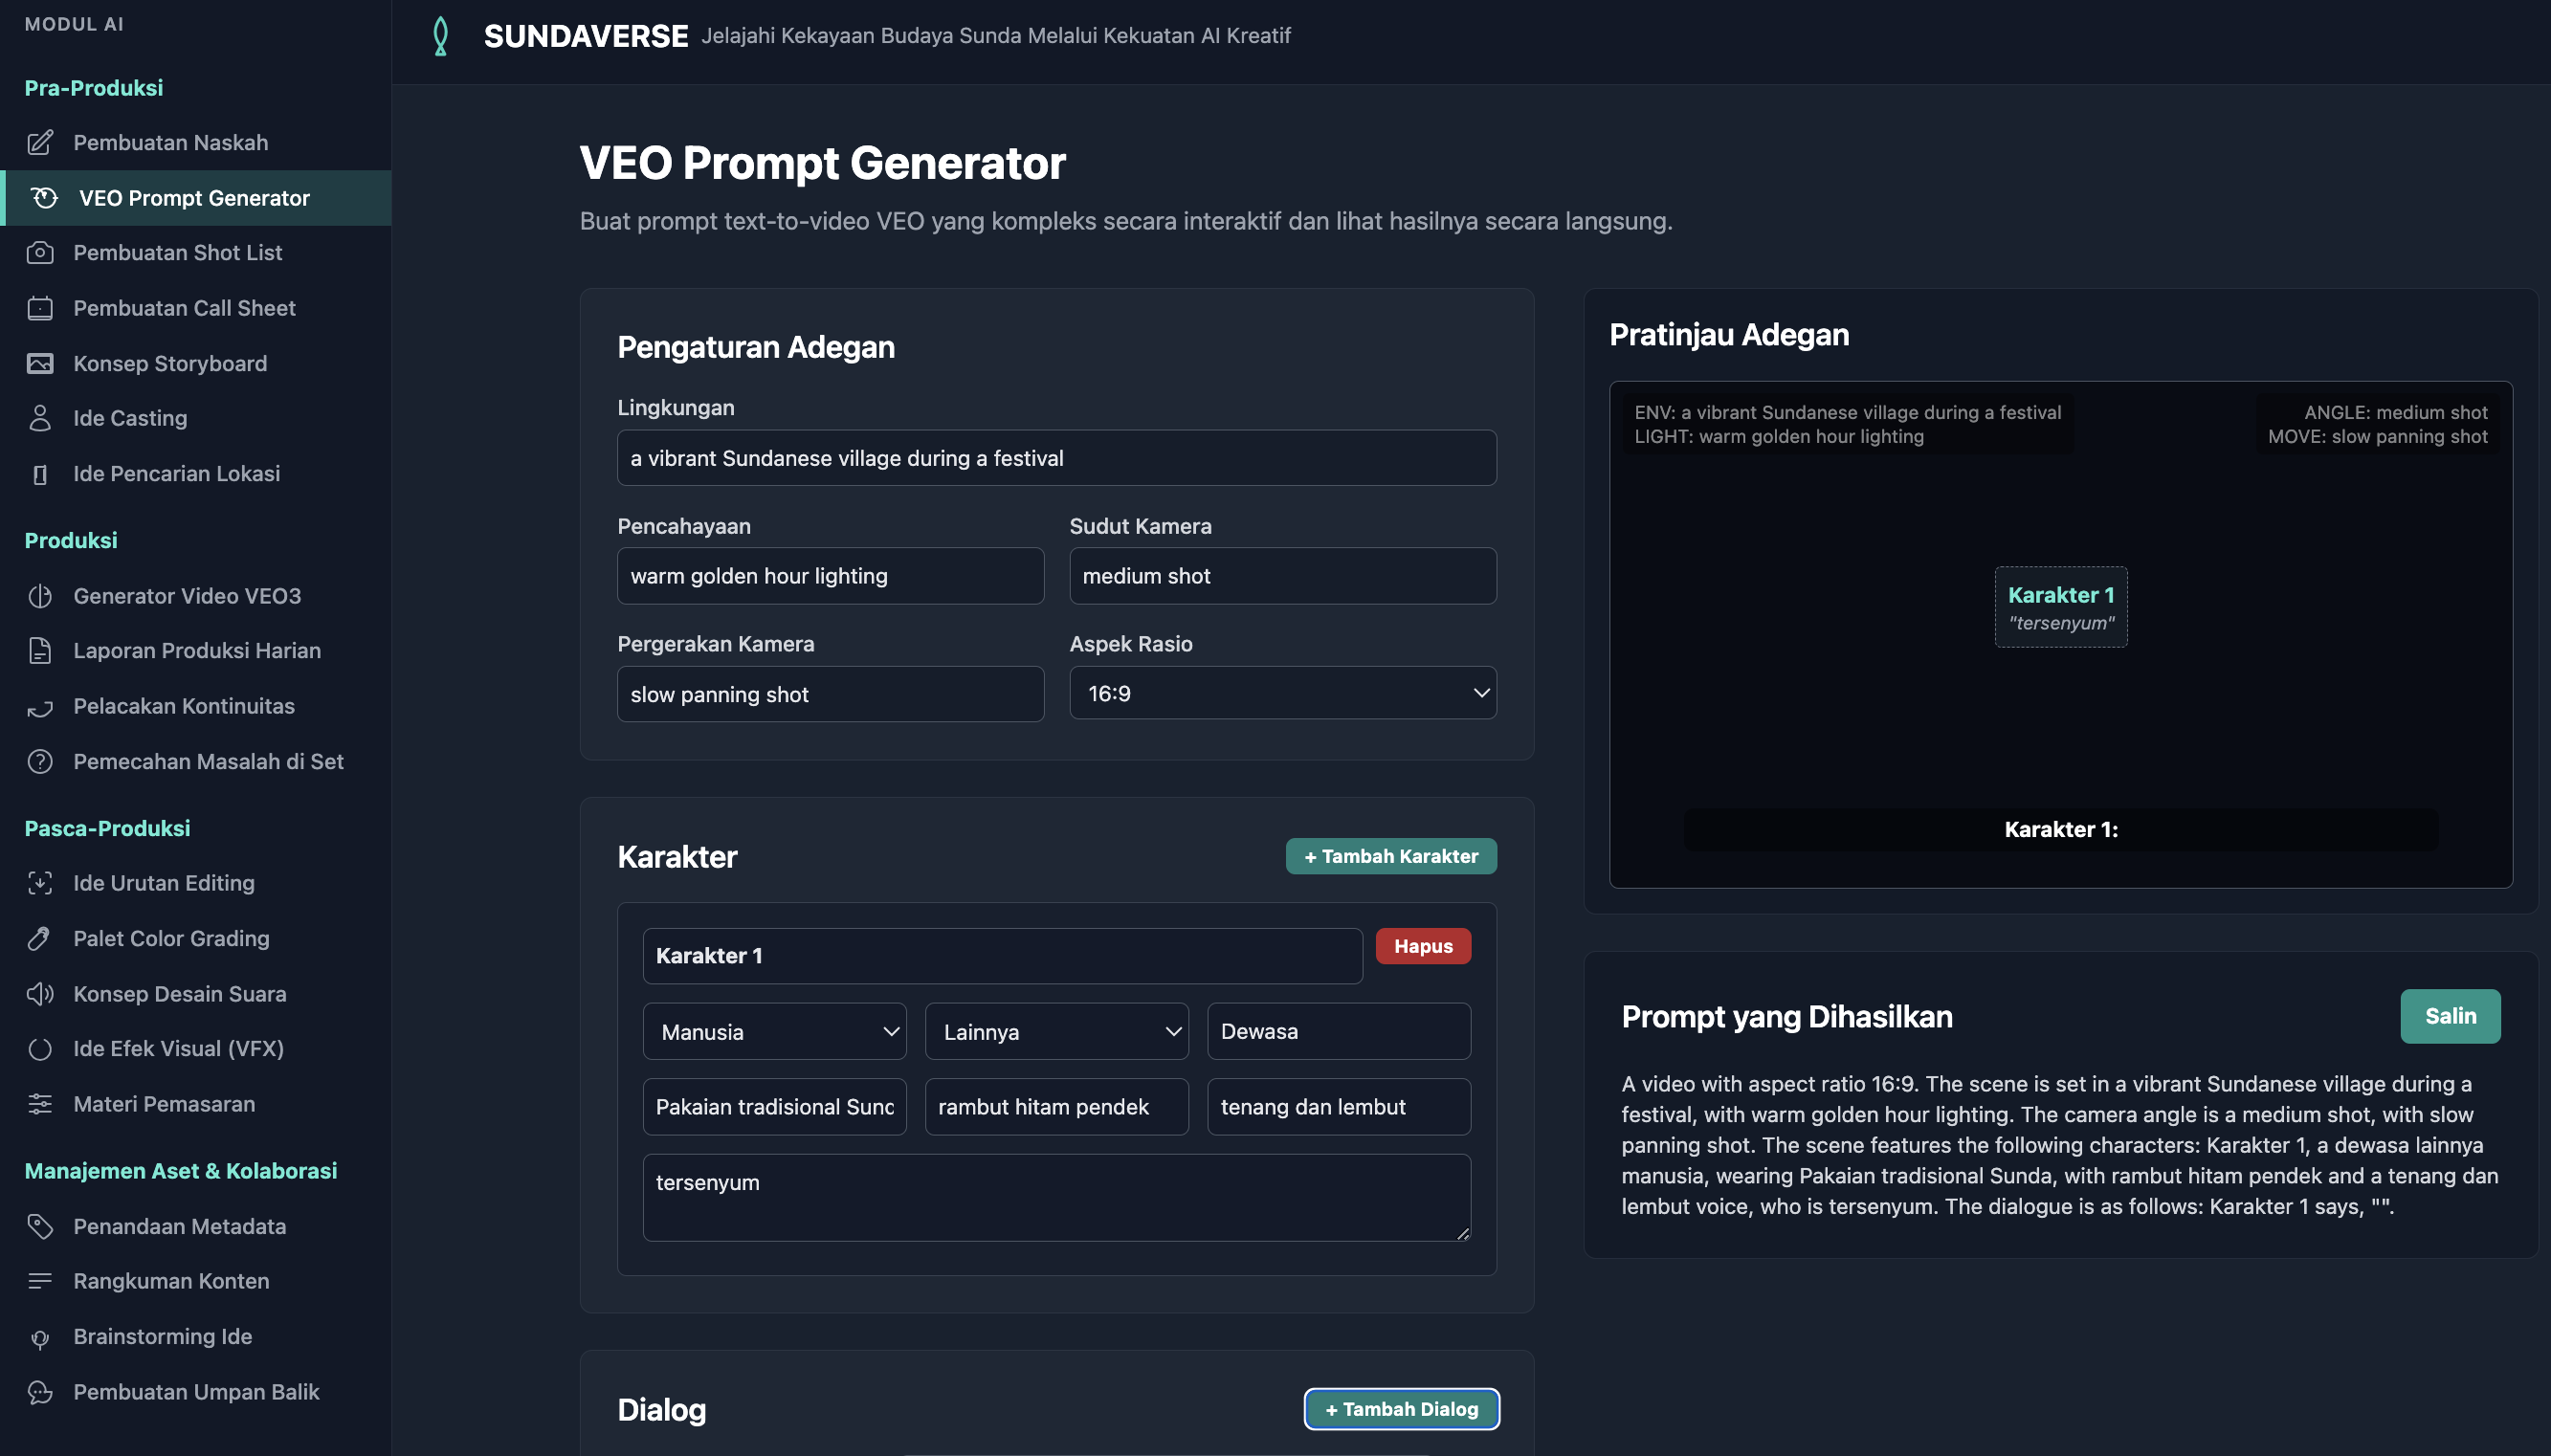 MODUL AI
Pra-Produksi
Pembuatan Naskah
VEO Prompt Generator
Pembuatan Shot List
Pembuatan Call Sheet
Konsep Storyboard
Ide Casting
Ide Pencarian Lokasi
Produksi
Generator Video VEO3
Laporan Produksi Harian
Pelacakan Kontinuitas
Pemecahan Masalah di Set
Pasca-Produksi
Ide Urutan Editing
Palet Color Grading
Konsep Desain Suara
Ide Efek Visual (VFX)
Materi Pemasaran
Manajemen Aset & Kolaborasi
Penandaan Metadata
Rangkuman Konten
Brainstorming Ide
Pembuatan Umpan Balik
SUNDAVERSE Jelajahi Kekayaan Budaya Sunda Melalui Kekuatan AI Kreatif
VEO Prompt Generator
Buat prompt text-to-video VEO yang kompleks secara interaktif dan lihat hasilnya secara langsung.
Pengaturan Adegan
Lingkungan
a vibrant Sundanese village during a festival
Pencahayaan
warm golden hour lighting
Sudut Kamera
medium shot
Pergerakan Kamera
slow panning shot
Aspek Rasio
16:9
Karakter
+ Tambah Karakter
Karakter 1
Hapus
Manusia
Lainnya
Dewasa
Pakaian tradisional Sund
rambut hitam pendek
tenang dan lembut
tersenyum
Dialog
+ Tambah Dialog
Pratinjau Adegan
ENV: a vibrant Sundanese village during a festival
LIGHT: warm golden hour lighting
ANGLE: medium shot
MOVE: slow panning shot
Karakter 1
"tersenyum"
Karakter 1:
Prompt yang Dihasilkan
Salin
A video with aspect ratio 16:9. The scene is set in a vibrant Sundanese village during a
festival, with warm golden hour lighting. The camera angle is a medium shot, with slow
panning shot. The scene features the following characters: Karakter 1, a dewasa lainnya
manusia, wearing Pakaian tradisional Sunda, with rambut hitam pendek and a tenang dan
lembut voice, who is tersenyum. The dialogue is as follows: Karakter 1 says, "".